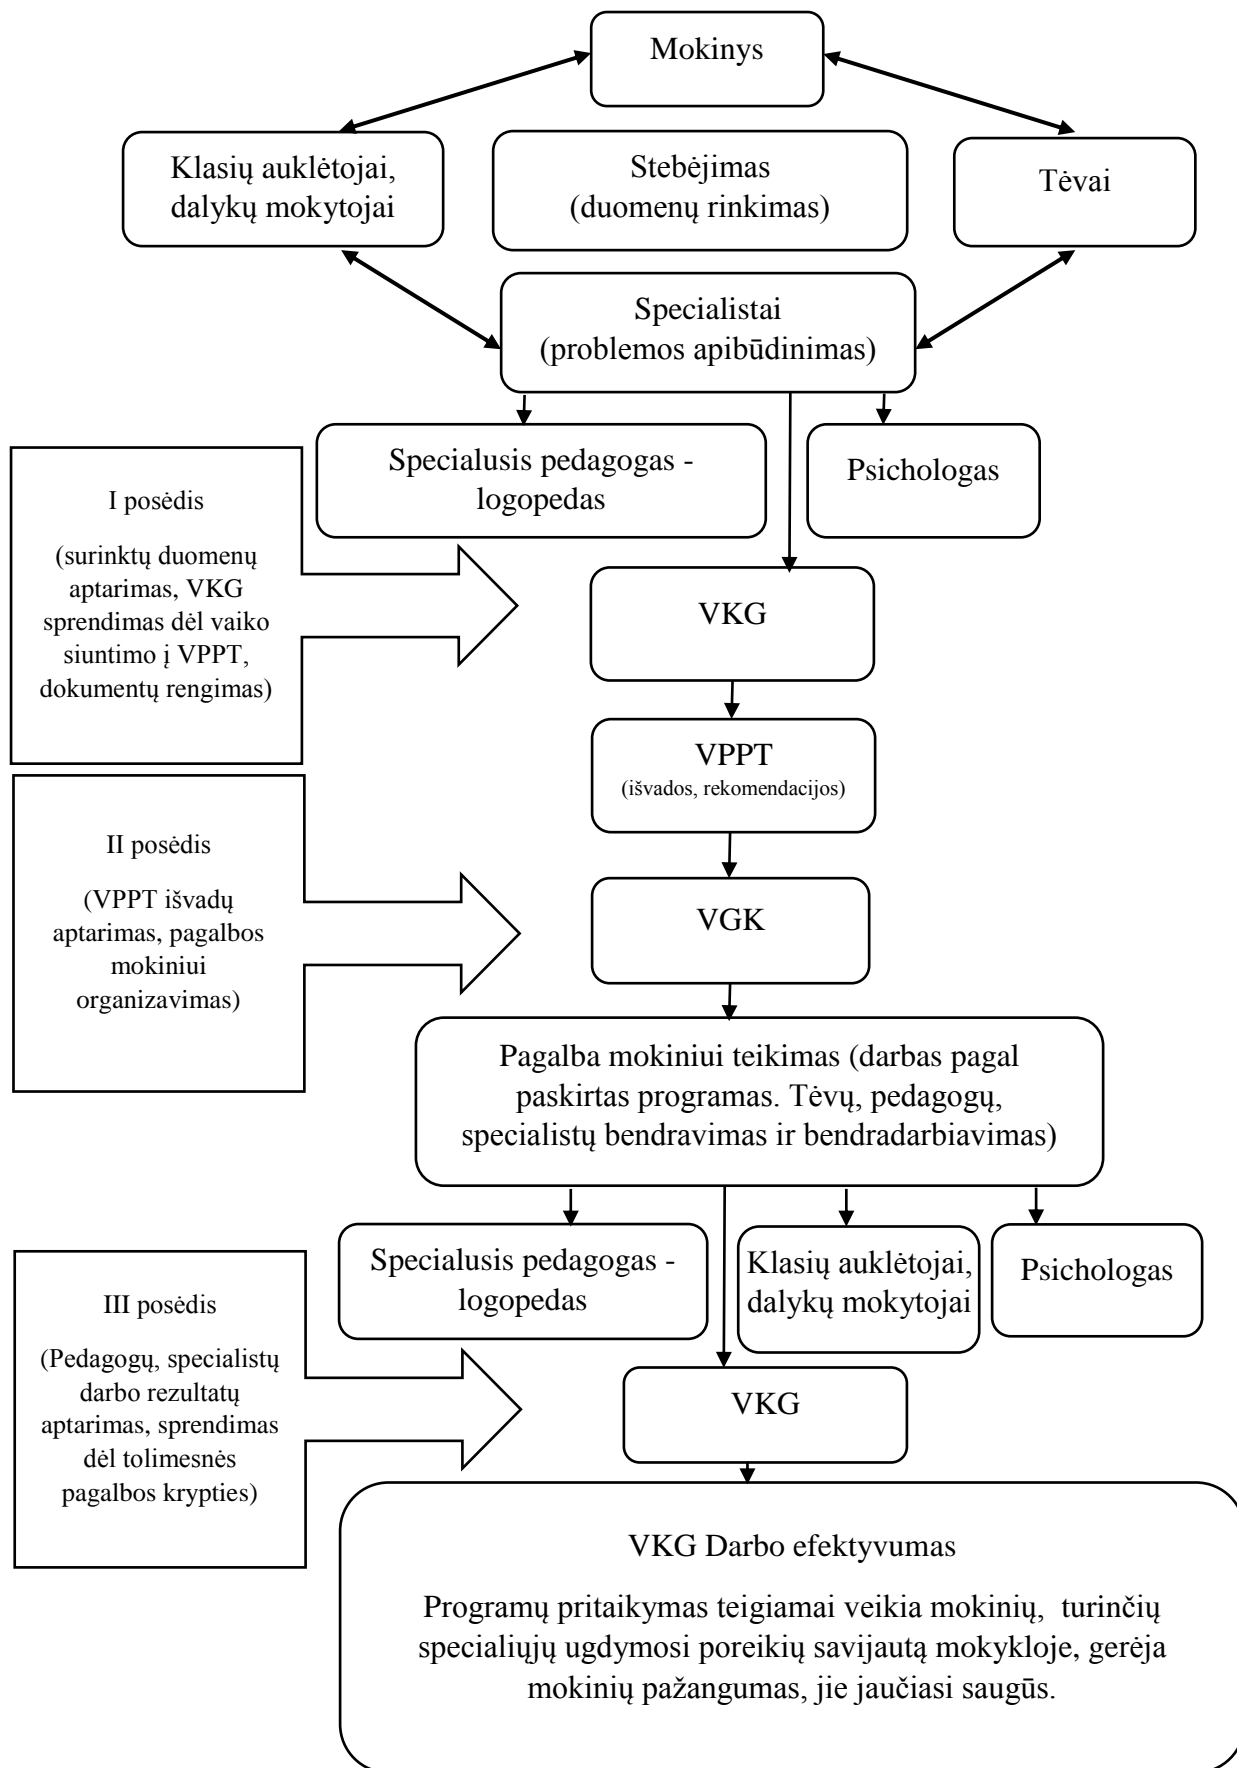 Mokinys
Klasių auklėtojai,
dalykų mokytojai
Stebėjimas
(duomenų rinkimas)
Tėvai
Specialistai
(problemos apibūdinimas)
Specialusis pedagogas -
logopedas
Psichologas
I posėdis
(surinktų duomenų
aptarimas, VKG
sprendimas dėl vaiko
siuntimo į VPPT,
dokumentų rengimas)
VKG
VPPT
(išvados, rekomendacijos)
II posėdis
(VPPT išvadų
aptarimas, pagalbos
mokiniui
organizavimas)
VGK
Pagalba mokiniui teikimas (darbas pagal
paskirtas programas. Tėvų, pedagogų,
specialistų bendravimas ir bendradarbiavimas)
Specialusis pedagogas -
logopedas
Klasių auklėtojai,
dalykų mokytojai
Psichologas
III posėdis
(Pedagogų, specialistų
darbo rezultatų
aptarimas, sprendimas
dėl tolimesnės
pagalbos krypties)
VKG
VKG Darbo efektyvumas
Programų pritaikymas teigiamai veikia mokinių,  turinčių
specialiųjų ugdymosi poreikių savijautą mokykloje, gerėja
mokinių pažangumas, jie jaučiasi saugūs.